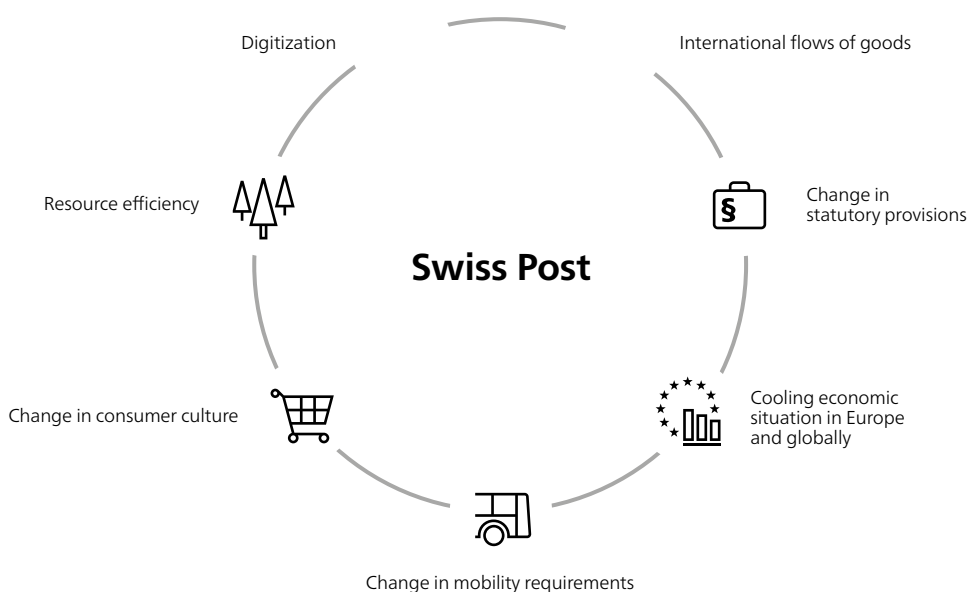 Digitization
International flows of goods
Resource efficiency
§
Change in
statutory provisions
Swiss Post
Change in consumer culture
Cooling economic
situation in Europe
and globally
Change in mobility requirements